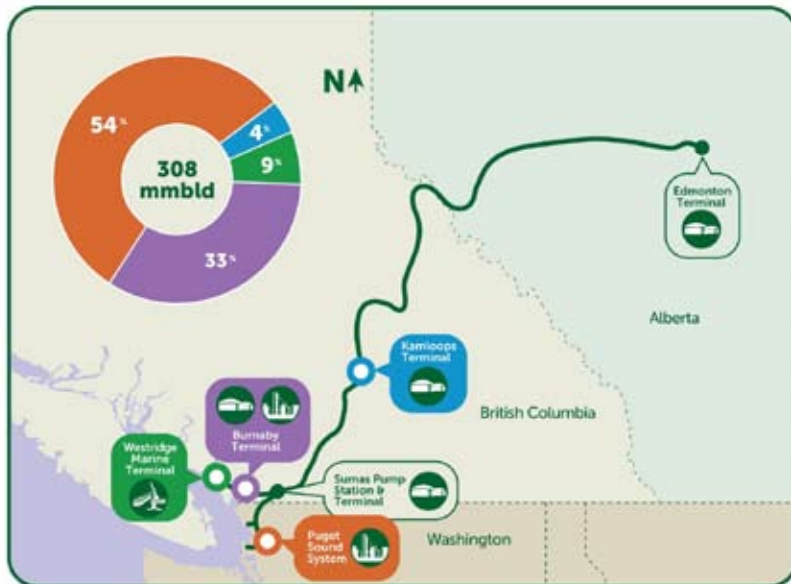 N
54%
4%
9%
308
mmbld
33%
Edmonton
Terminal
Alberta
Kamloops
Terminal
British Columbia
Burnaby
Terminal
Westridge
Marine
Terminal
Sumas Pump
Station &
Terminal
Puget
Sound
System
Washington